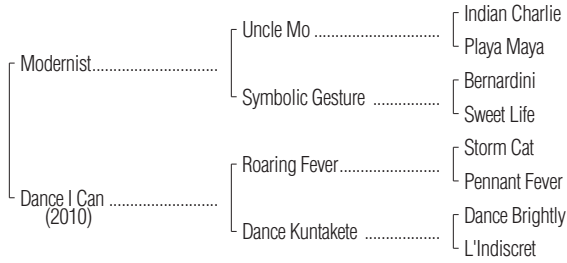 Indian Charlie
Uncle Mo ..........................
Playa Maya
Modernist..........................
Bernardini
Symbolic Gesture ..............
Sweet Life
Storm Cat
Roaring Fever.....................
Pennant Fever
Dance I Can ......................
(2010)
Dance Brightly
Dance Kuntakete ...............
L'Indiscret